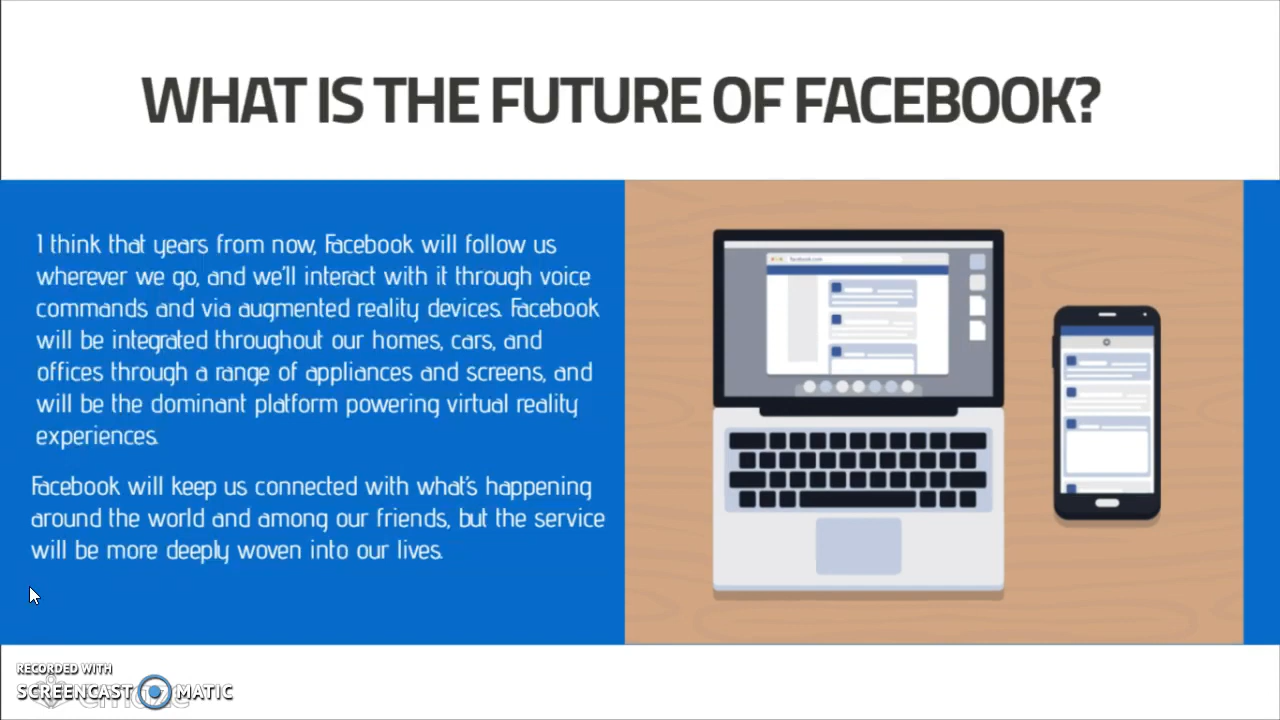 WHAT IS THE FUTURE OF FACEBOOK?
I think that years from now, Facebook will follow us
wherever we go, and we'll interact with it through voice
commands and via augmented reality devices. Facebook
will be integrated throughout our homes, cars, and
offices through a range of appliances and screens, and
will be the dominant platform powering virtual reality
experiences.
Facebook will keep us connected with what's happening
around the world and among our friends, but the service
will be more deeply woven into our lives.
facebook.com
RECORDED WITH
SCREENCAST MATIC